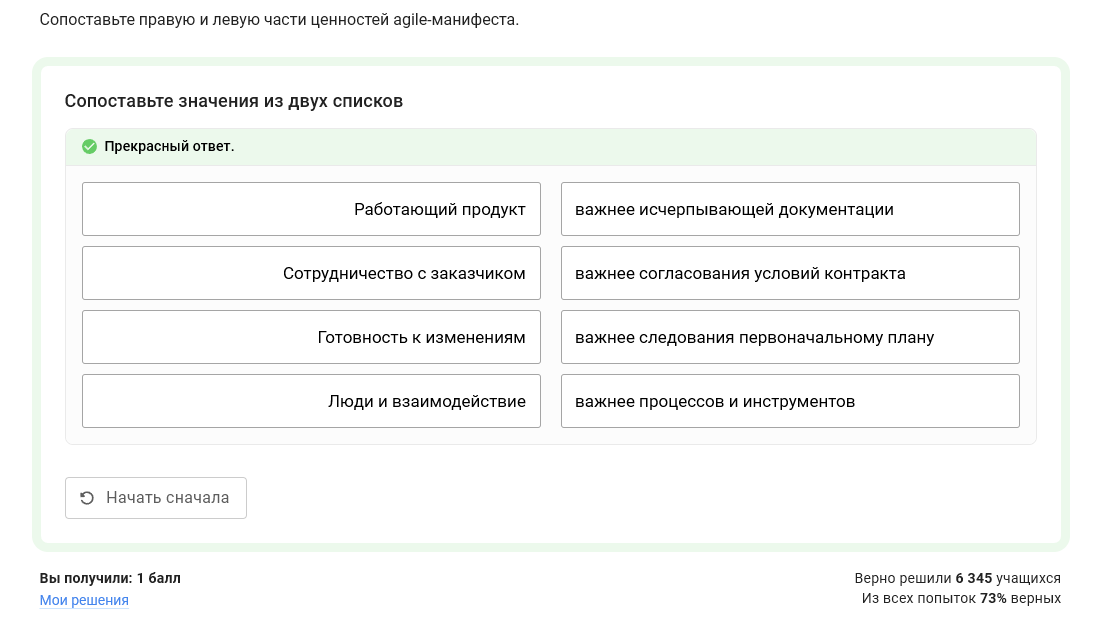 Сопоставьте правую и левую части ценностей agile-манифеста.
Сопоставьте значения из двух списков
Прекрасный ответ.
Работающий продукт
важнее исчерпывающей документации
Сотрудничество с заказчиком
важнее согласования условий контракта
Готовность к изменениям
важнее следования первоначальному плану
Люди и взаимодействие
важнее процессов и инструментов
Начать сначала
Вы получили: 1 балл
Мои решения
Верно решили 6 345 учащихся
Из всех попыток 73% верных